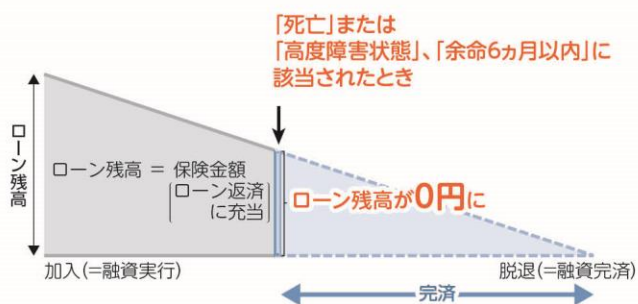 「死亡」または
「高度障害状態」、「余命6ヵ月以内」に
該当されたとき
ローン残高
ローン残高 = 保険金額
ローン返済
に充当
ローン残高が0円に
加入(=融資実行)
脱退(=融資完済)
完済